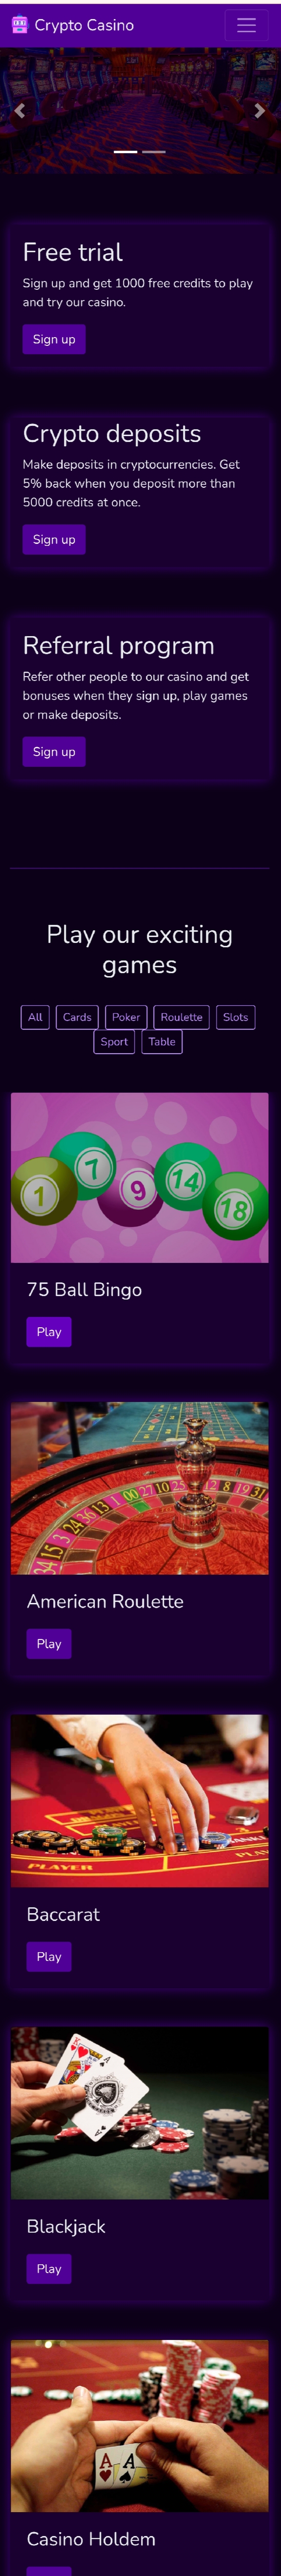 Crypto Casino
Free trial
Sign up and get 1000 free credits to play
and try our casino.
Sign up
Crypto deposits
Make deposits in cryptocurrencies. Get
5% back when you deposit more than
5000 credits at once.
Sign up
Referral program
Refer other people to our casino and get
bonuses when they sign up, play games
or make deposits.
Sign up
Play our exciting
games
All Cards Poker Roulette Slots
Sport Table
1 7 9 14 18
75 Ball Bingo
Play
American Roulette
Play
PLAYER
Baccarat
Play
K
Blackjack
Play
A A
Casino Holdem